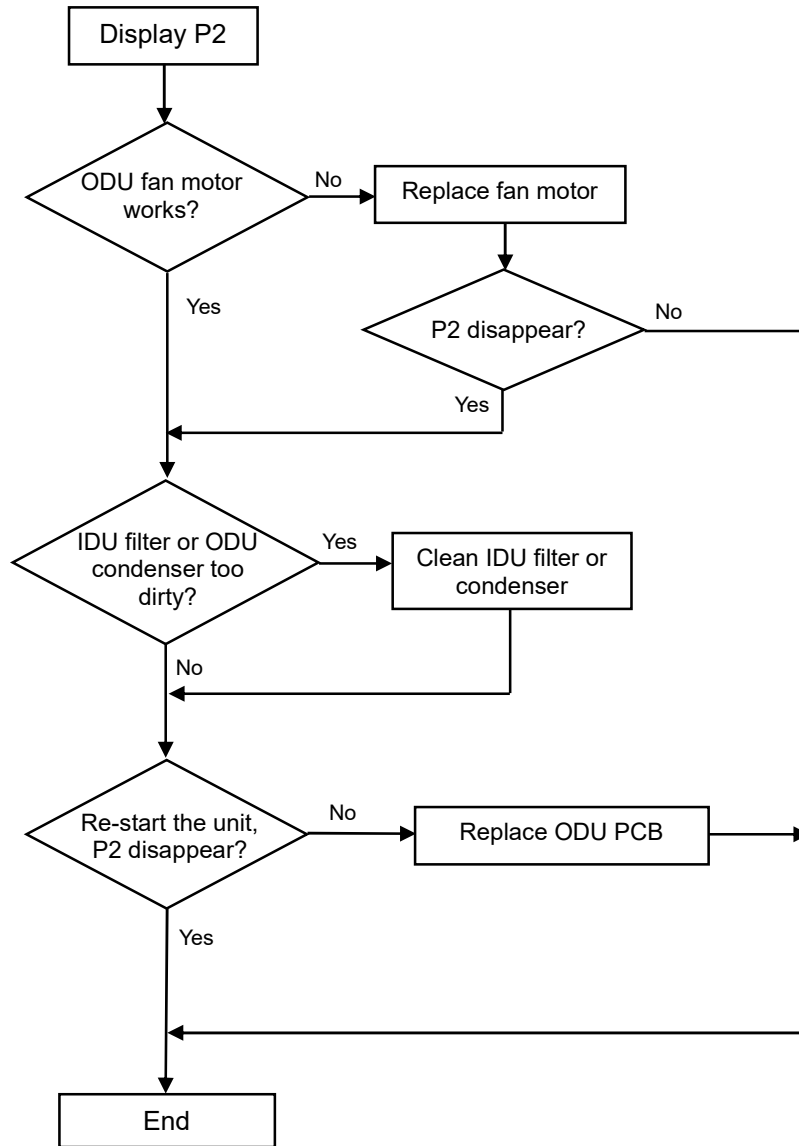 Display P2
ODU fan motor
works?
No
Replace fan motor
Yes
P2 disappear?
No
Yes
IDU filter or ODU
condenser too
dirty?
Yes
Clean IDU filter or
condenser
No
Re-start the unit,
P2 disappear?
No
Replace ODU PCB
Yes
End